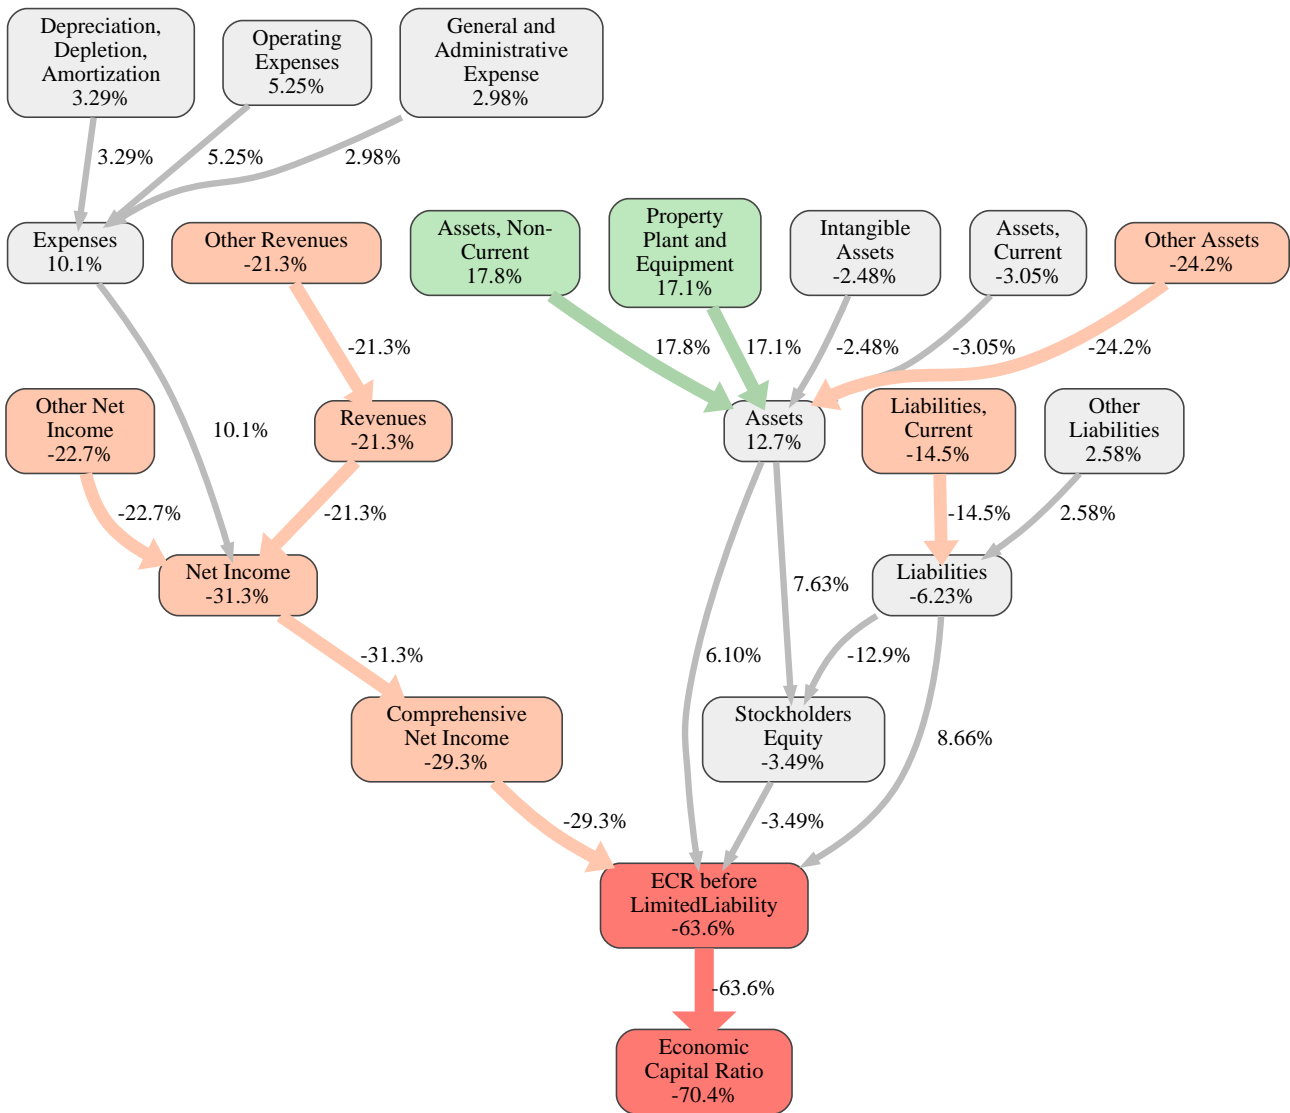 Depreciation,
Depletion,
Amortization
3.29%
Operating
Expenses
5.25%
General and
Administrative
Expense
2.98%
3.29%
5.25%
2.98%
Expenses
10.1%
Other Revenues
-21.3%
Assets, Non-
Current
17.8%
Property
Plant and
Equipment
17.1%
Intangible
Assets
-2.48%
Assets,
Current
-3.05%
Other Assets
-24.2%
-21.3%
17.8%
17.1%
-2.48%
-3.05%
-24.2%
Other Net
Income
-22.7%
10.1%
Revenues
-21.3%
Assets
12.7%
Liabilities,
Current
-14.5%
Other
Liabilities
2.58%
-22.7%
-21.3%
-14.5%
2.58%
Net Income
-31.3%
7.63%
Liabilities
-6.23%
-31.3%
6.10%
-12.9%
Comprehensive
Net Income
-29.3%
Stockholders
Equity
-3.49%
8.66%
-29.3%
-3.49%
ECR before
LimitedLiability
-63.6%
-63.6%
Economic
Capital Ratio
-70.4%